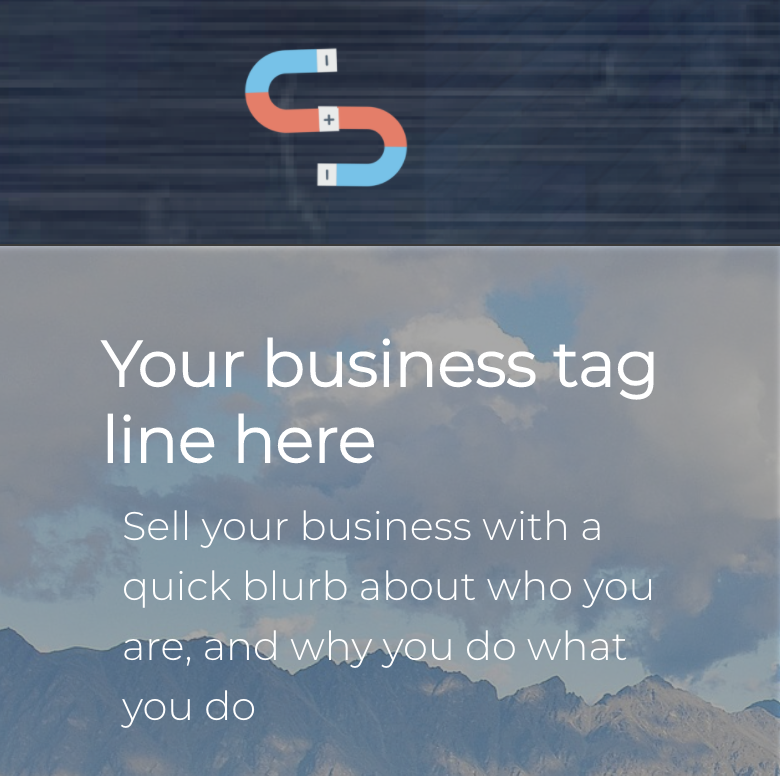 I
+
I
Your business tag
line here
Sell your business with a
quick blurb about who you
are, and why you do what
you do